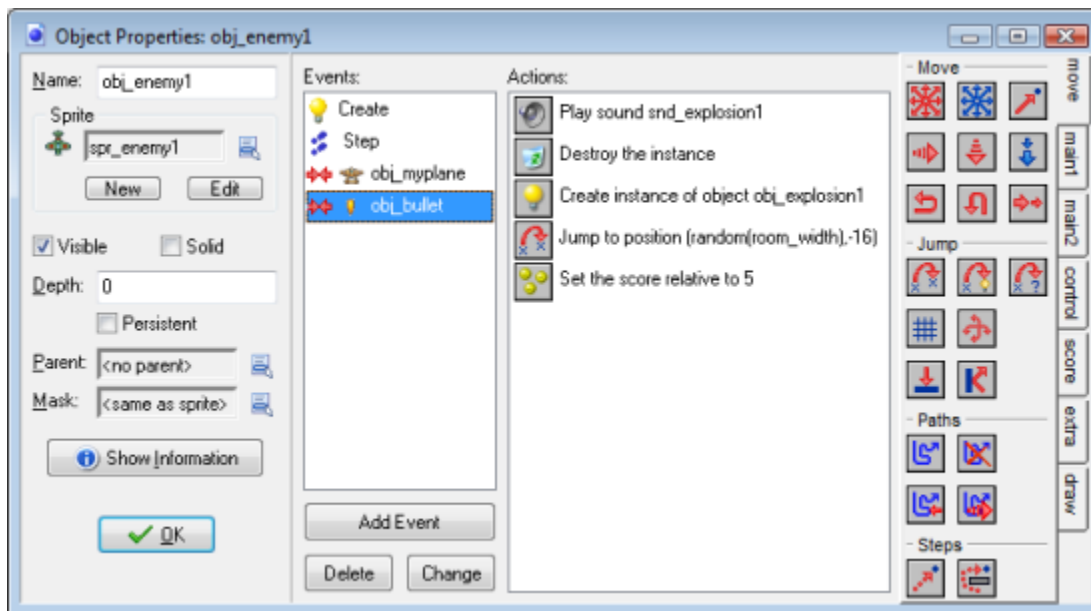 Object Properties: obj_enemy1
Name: obj_enemy1
Sprite
spr_enemy1
New Edit
Visible Solid
Depth: 0
Persistent
Parent: <no parent>
Mask: <same as sprite>
Show Information
OK
Events:
Create
Step
obj_myplane
obj_bullet
Add Event
Delete Change
Actions:
Play sound snd_explosion1
Destroy the instance
Create instance of object obj_explosion1
Jump to position (random(room_width),-16)
Set the score relative to 5
Move
Jump
Paths
Steps
move
main1
main2
control
score
extra
draw